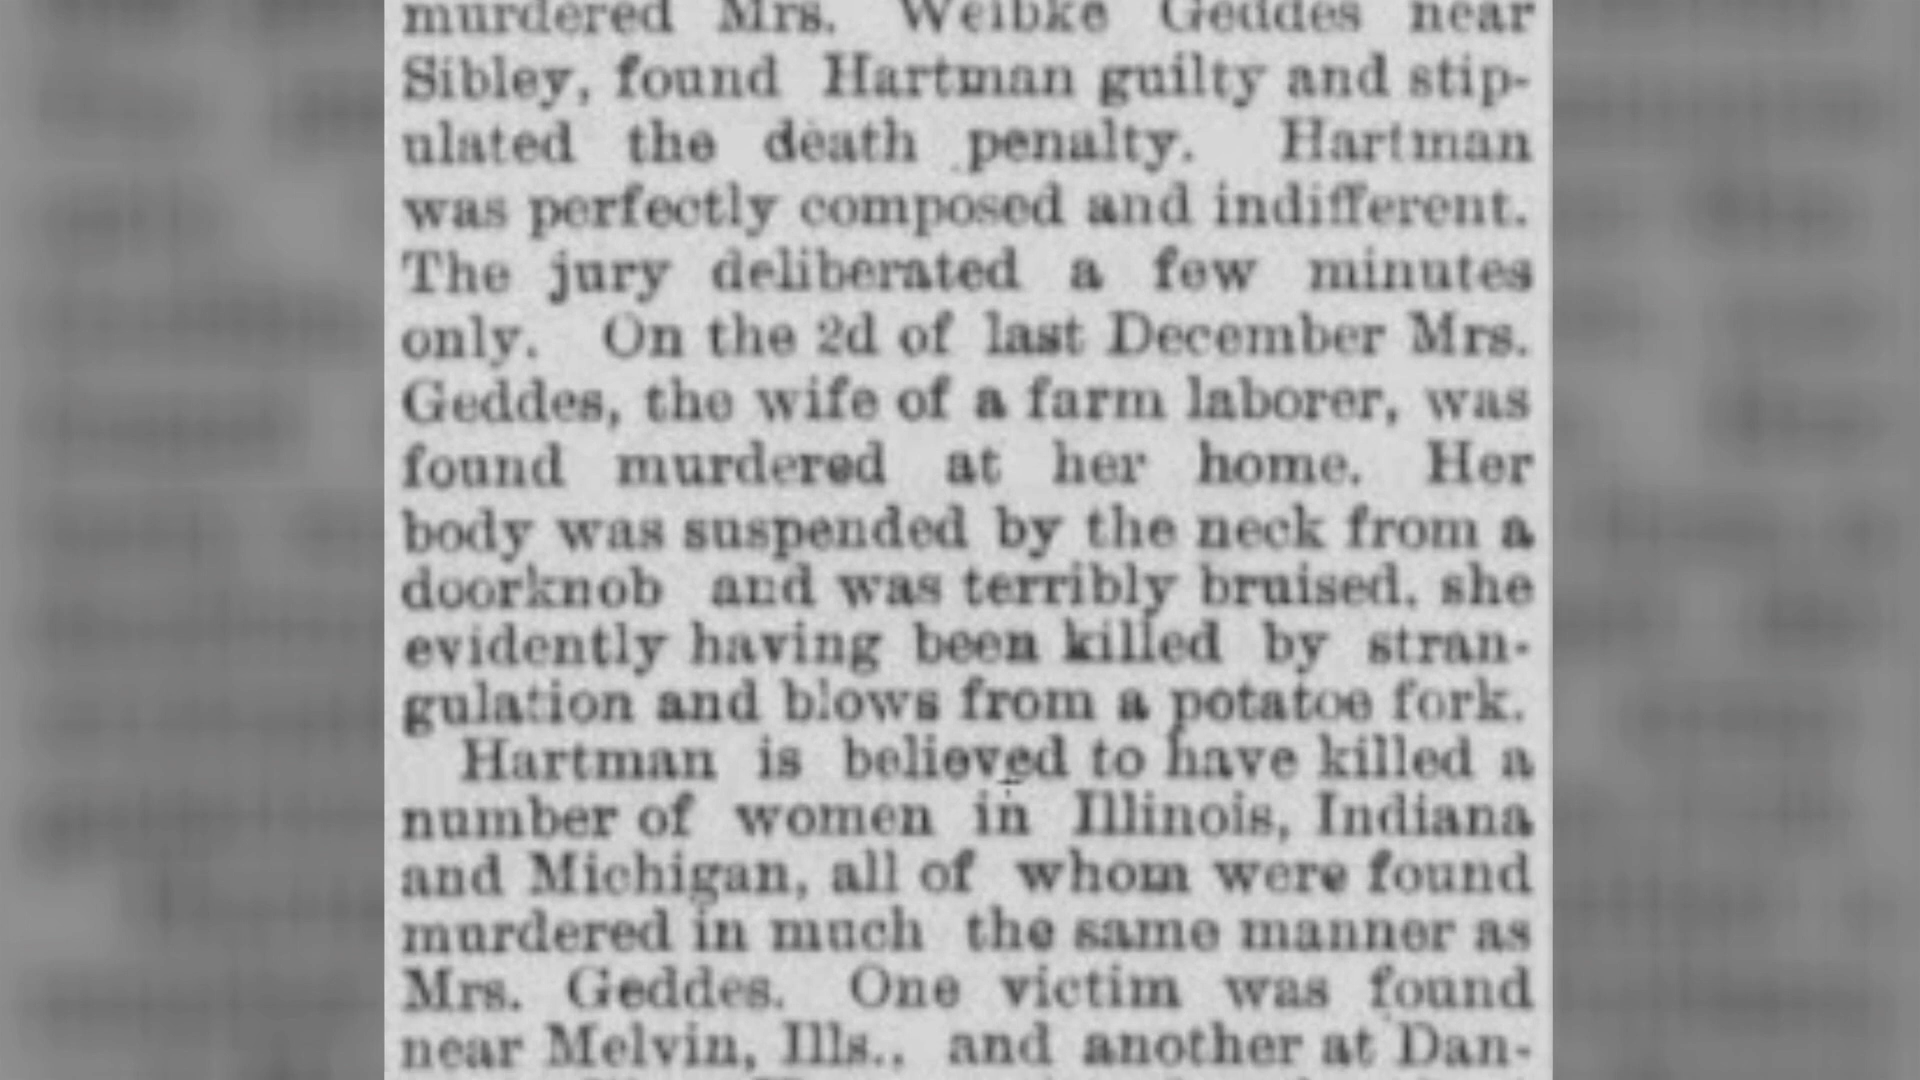 murdered Mrs. Weibke Geddes near
Sibley, found Hartman guilty and stip-
ulated the death penalty. Hartman
was perfectly composed and indifferent.
The jury deliberated a few minutes
only. On the 2d of last December Mrs.
Geddes, the wife of a farm laborer, was
found murdered at her home. Her
body was suspended by the neck from a
doorknob and was terribly bruised, she
evidently having been killed by stran-
gulation and blows from a potatoe fork.
Hartman is believed to have killed a
number of women in Illinois, Indiana
and Michigan, all of whom were found
murdered in much the same manner as
Mrs. Geddes. One victim was found
near Melvin, Ills., and another at Dan-